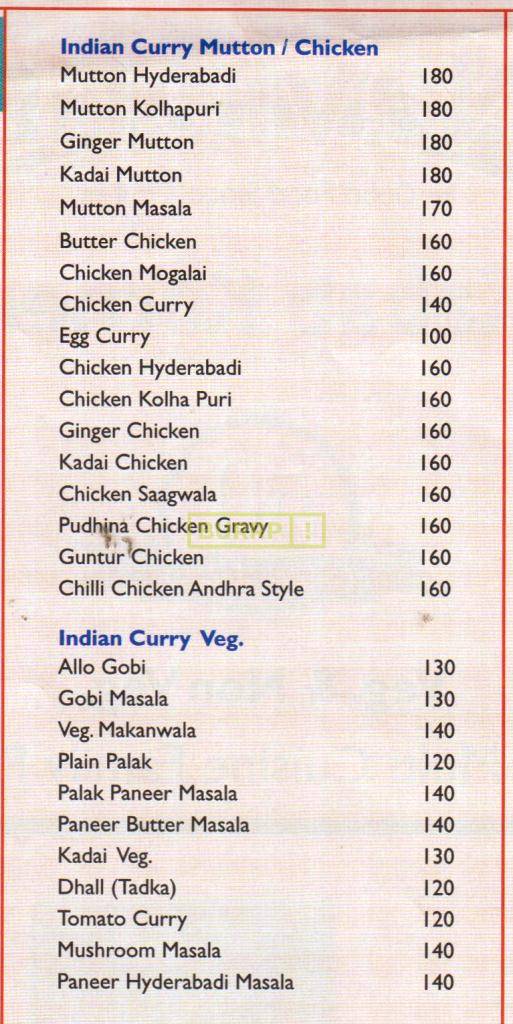 Indian Curry Mutton / Chicken
Mutton Hyderabadi 180
Mutton Kolhapuri 180
Ginger Mutton 180
Kadai Mutton 180
Mutton Masala 170
Butter Chicken 160
Chicken Mogalai 160
Chicken Curry 140
Egg Curry 100
Chicken Hyderabadi 160
Chicken Kolha Puri 160
Ginger Chicken 160
Kadai Chicken 160
Chicken Saagwala 160
Pudhina Chicken Gravy 160
BURRP!
Guntur Chicken 160
Chilli Chicken Andhra Style 160
Indian Curry Veg.
Allo Gobi 130
Gobi Masala 130
Veg. Makanwala 140
Plain Palak 120
Palak Paneer Masala 140
Paneer Butter Masala 140
Kadai Veg. 130
Dhall (Tadka) 120
Tomato Curry 120
Mushroom Masala 140
Paneer Hyderabadi Masala 140